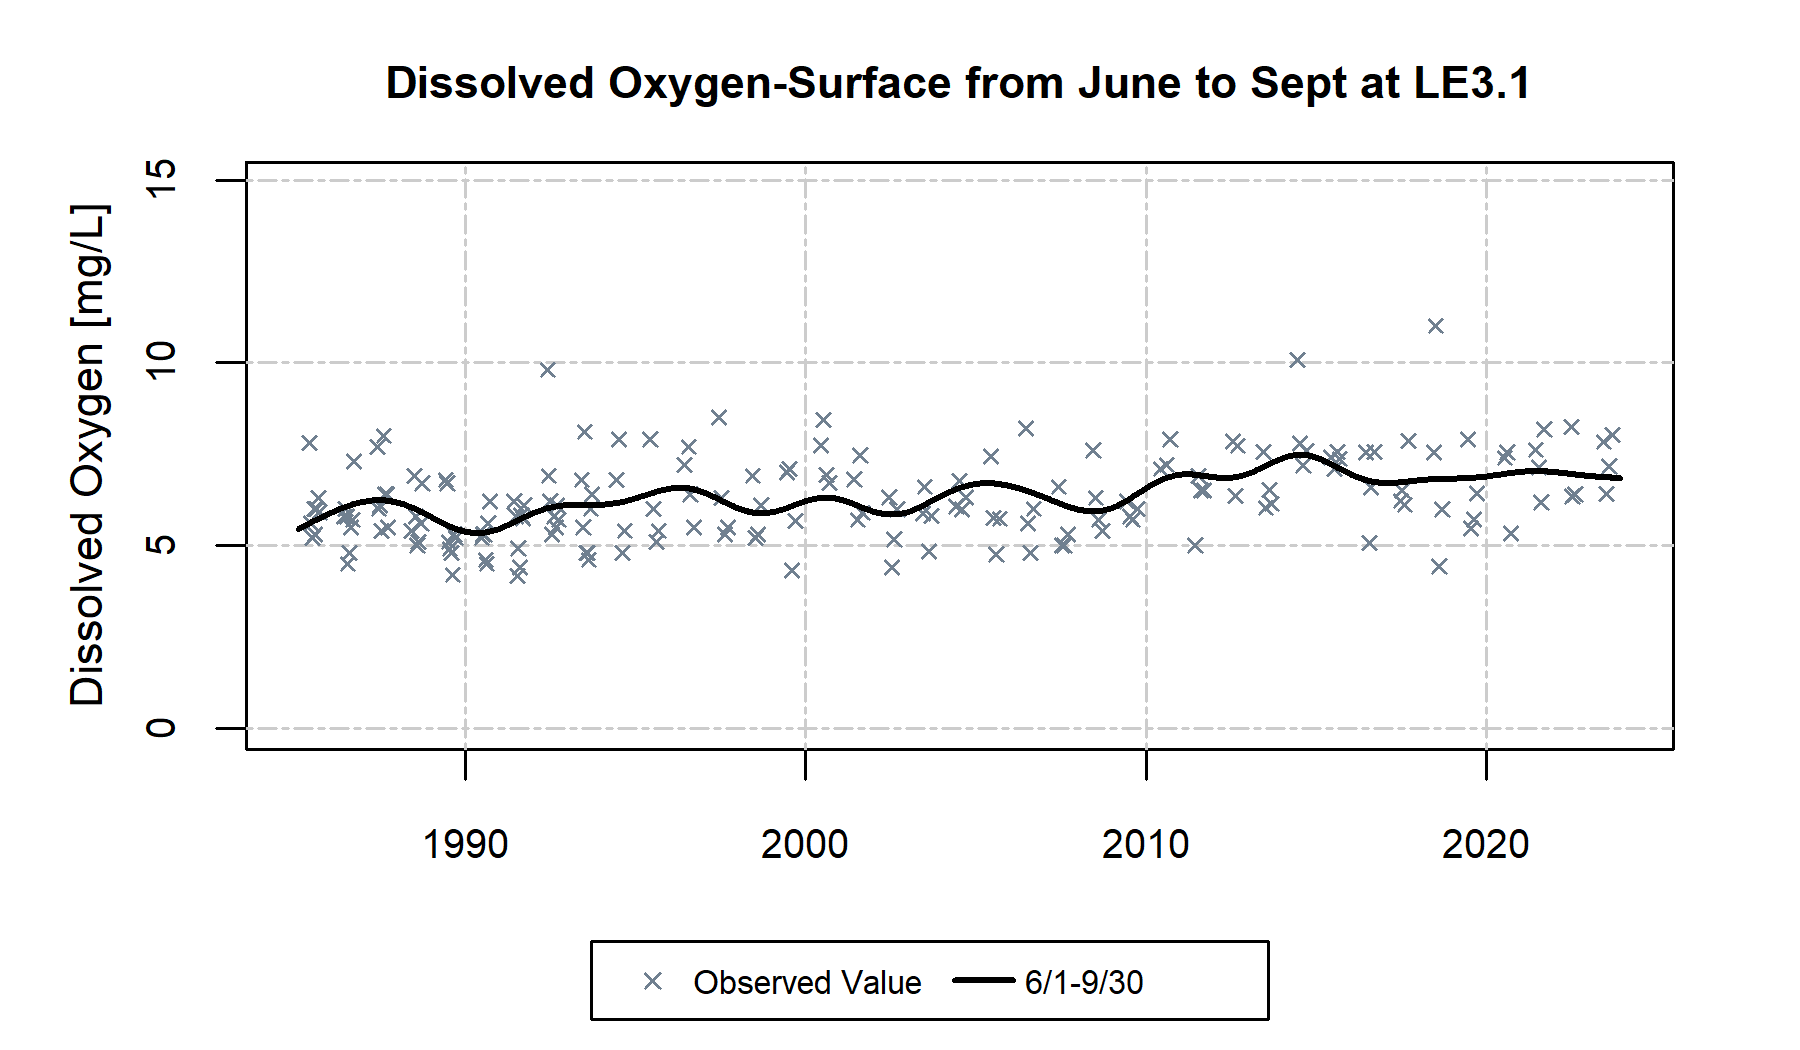 Dissolved Oxygen-Surface from June to Sept at LE3.1
Dissolved Oxygen [mg/L]
15
10
5
0
1990 2000 2010 2020
Observed Value 6/1-9/30